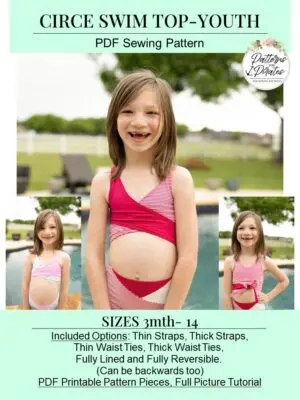 CIRCE SWIM TOP-YOUTH
PDF Sewing Pattern
Patterns
Pirates
SIZES 3mth- 14
Included Options: Thin Straps, Thick Straps,
Thin Waist Ties, Thick Waist Ties,
Fully Lined and Fully Reversible.
(Can be backwards too)
PDF Printable Pattern Pieces, Full Picture Tutorial